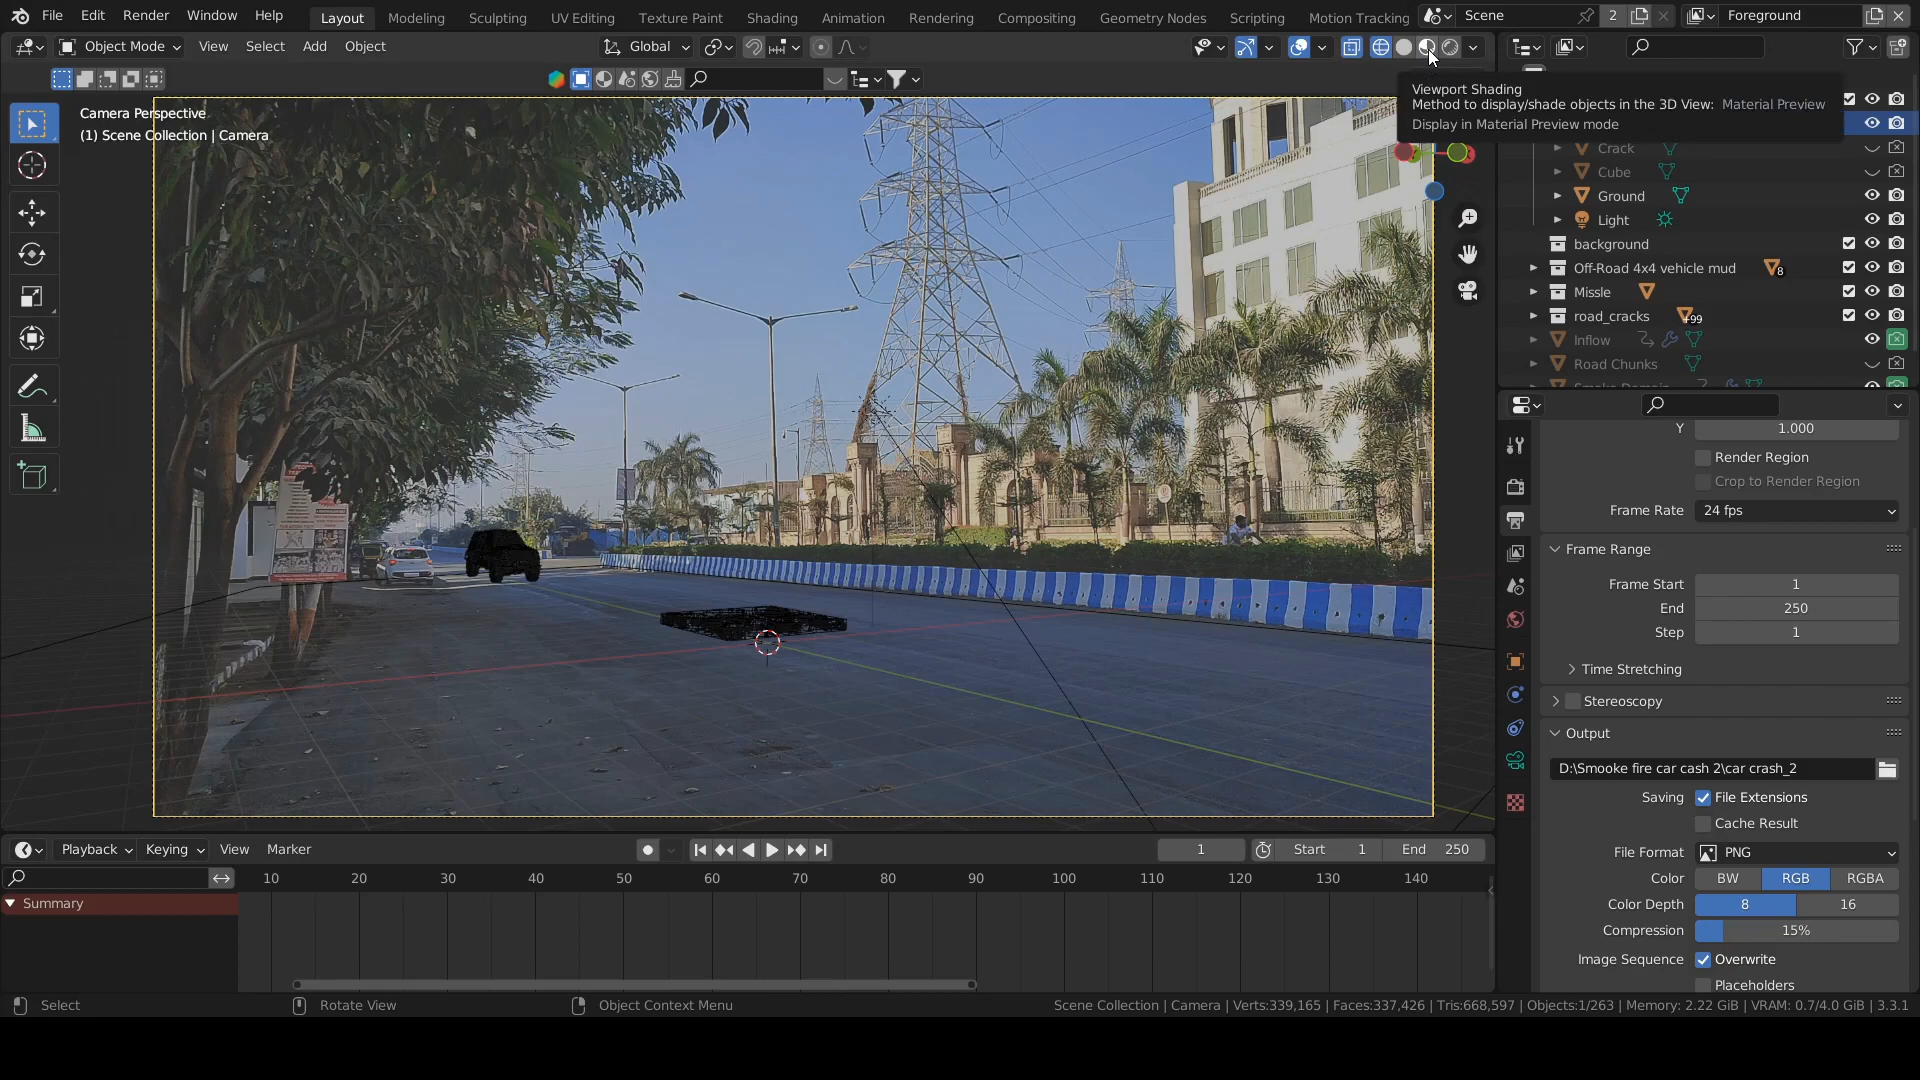 File Edit Render Window Help Layout Modeling Sculpting UV Editing Texture Paint Shading Animation Rendering Compositing Geometry Nodes Scripting Motion Tracking Scene 2 Foreground
Object Mode View Select Add Object Global
Camera Perspective
(1) Scene Collection | Camera
Viewport Shading
Method to display/shade objects in the 3D View: Material Preview
Display in Material Preview mode
Crack
Cube
Ground
Light
background
Off-Road 4x4 vehicle mud 8
Missle
road_cracks +99
Inflow
Road Chunks
Smoke Domain
Y 1.000
Render Region
Crop to Render Region
Frame Rate 24 fps
Frame Range
Frame Start 1
End 250
Step 1
Time Stretching
Stereoscopy
Output
D:\Smooke fire car cash 2\car crash_2
Saving File Extensions
Cache Result
File Format PNG
Color BW RGB RGBA
Color Depth 8 16
Compression 15%
Image Sequence Overwrite
Placeholders
Playback Keying View Marker 1 Start 1 End 250
10 20 30 40 50 60 70 80 90 100 110 120 130 140
Summary
Select Rotate View Object Context Menu Scene Collection | Camera | Verts:339,165 | Faces:337,426 | Tris:668,597 | Objects:1/263 | Memory: 2.22 GiB | VRAM: 0.7/4.0 GiB | 3.3.1